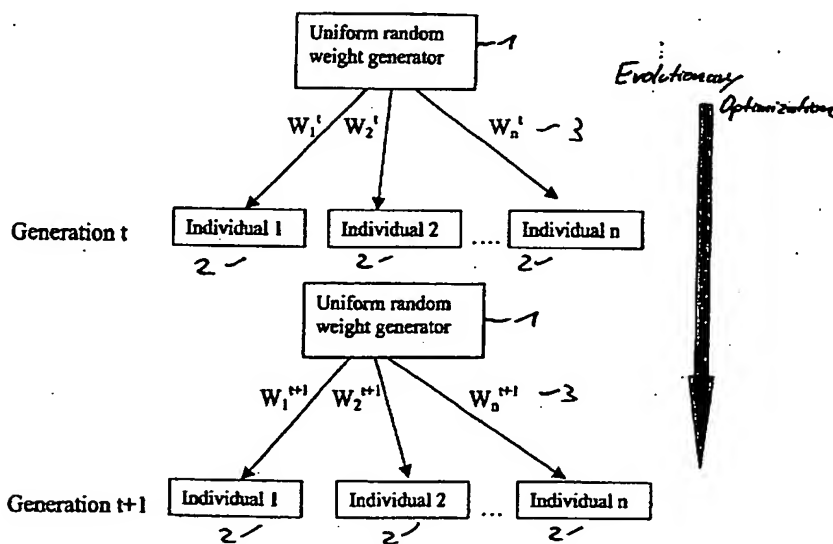 Uniform random
weight generator
1
Evolutionary
Optimization
W₁ᵗ W₂ᵗ Wₙᵗ 3
Generation t
Individual 1 Individual 2 .... Individual n
2 2 2
Uniform random
weight generator
1
W₁ᵗ⁺¹ W₂ᵗ⁺¹ Wₙᵗ⁺¹ 3
Generation t+1
Individual 1 Individual 2 ... Individual n
2 2 2